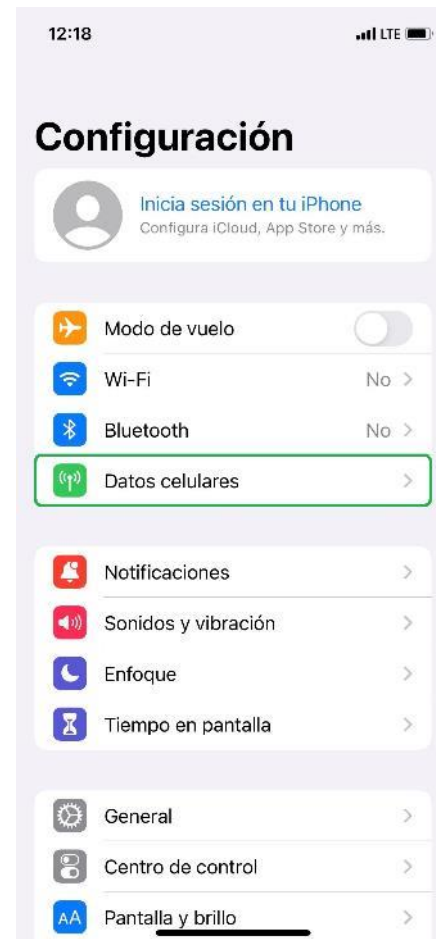 12:18 LTE
Configuración
Inicia sesión en tu iPhone
Configura iCloud, App Store y más.
Modo de vuelo
Wi-Fi No
Bluetooth No
Datos celulares
Notificaciones
Sonidos y vibración
Enfoque
Tiempo en pantalla
General
Centro de control
AA Pantalla y brillo